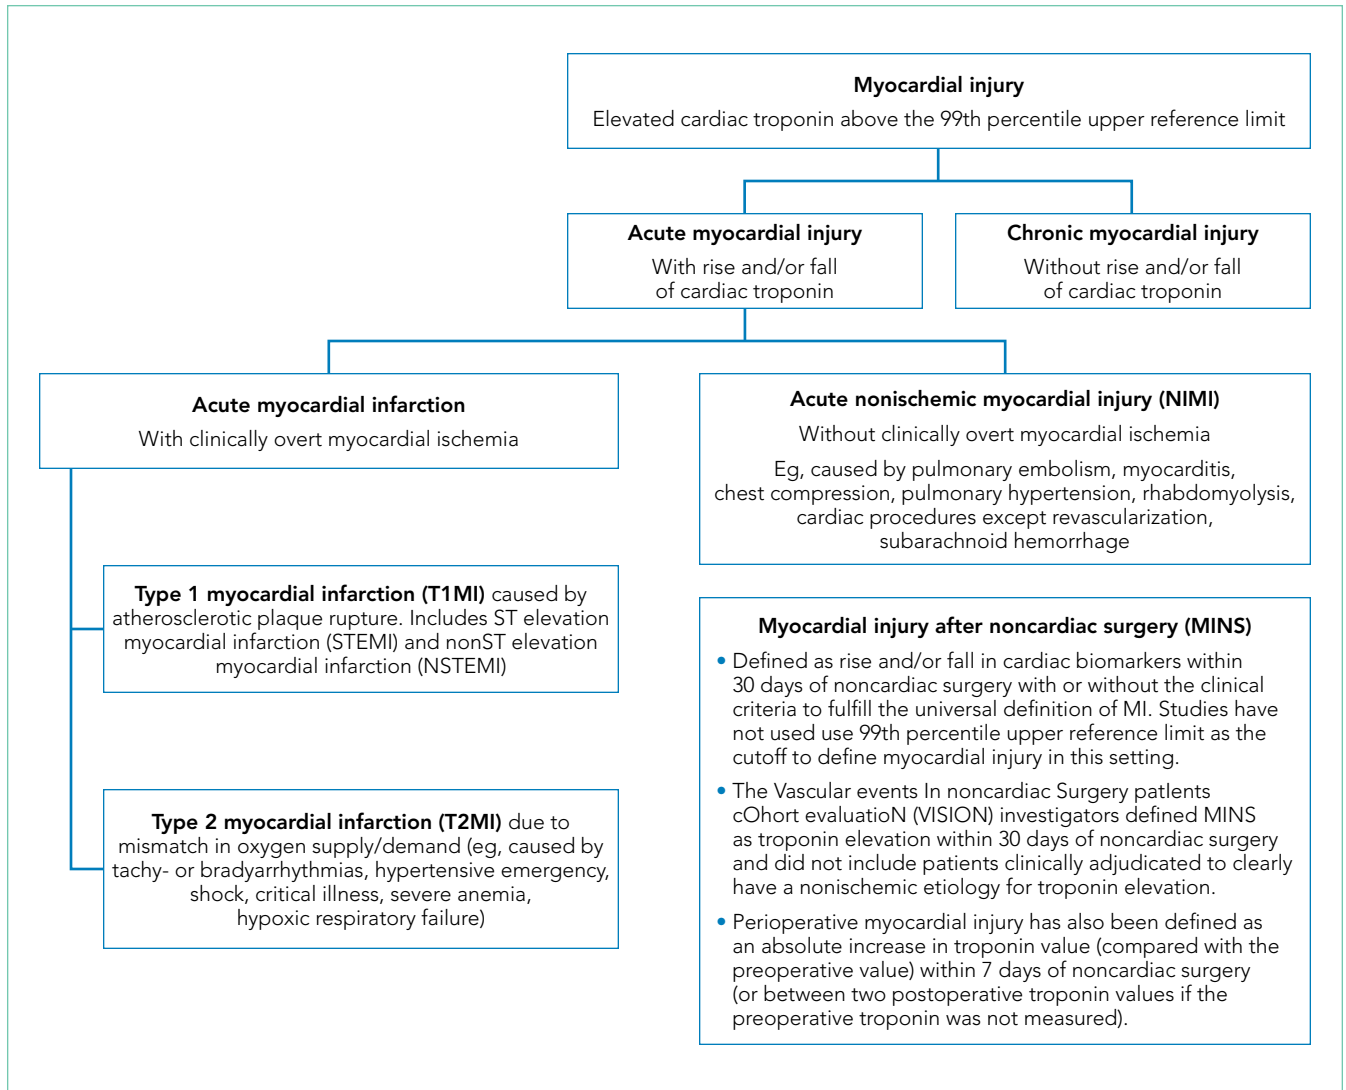 Myocardial injury
Elevated cardiac troponin above the 99th percentile upper reference limit
Acute myocardial injury
With rise and/or fall
of cardiac troponin
Chronic myocardial injury
Without rise and/or fall
of cardiac troponin
Acute myocardial infarction
With clinically overt myocardial ischemia
Acute nonischemic myocardial injury (NIMI)
Without clinically overt myocardial ischemia
Eg, caused by pulmonary embolism, myocarditis,
chest compression, pulmonary hypertension, rhabdomyolysis,
cardiac procedures except revascularization,
subarachnoid hemorrhage
Type 1 myocardial infarction (T1MI) caused by
atherosclerotic plaque rupture. Includes ST elevation
myocardial infarction (STEMI) and nonST elevation
myocardial infarction (NSTEMI)
Type 2 myocardial infarction (T2MI) due to
mismatch in oxygen supply/demand (eg, caused by
tachy- or bradyarrhythmias, hypertensive emergency,
shock, critical illness, severe anemia,
hypoxic respiratory failure)
Myocardial injury after noncardiac surgery (MINS)
• Defined as rise and/or fall in cardiac biomarkers within
30 days of noncardiac surgery with or without the clinical
criteria to fulfill the universal definition of MI. Studies have
not used use 99th percentile upper reference limit as the
cutoff to define myocardial injury in this setting.
• The Vascular events In noncardiac Surgery patIents
cOhort evaluatioN (VISION) investigators defined MINS
as troponin elevation within 30 days of noncardiac surgery
and did not include patients clinically adjudicated to clearly
have a nonischemic etiology for troponin elevation.
• Perioperative myocardial injury has also been defined as
an absolute increase in troponin value (compared with the
preoperative value) within 7 days of noncardiac surgery
(or between two postoperative troponin values if the
preoperative troponin was not measured).